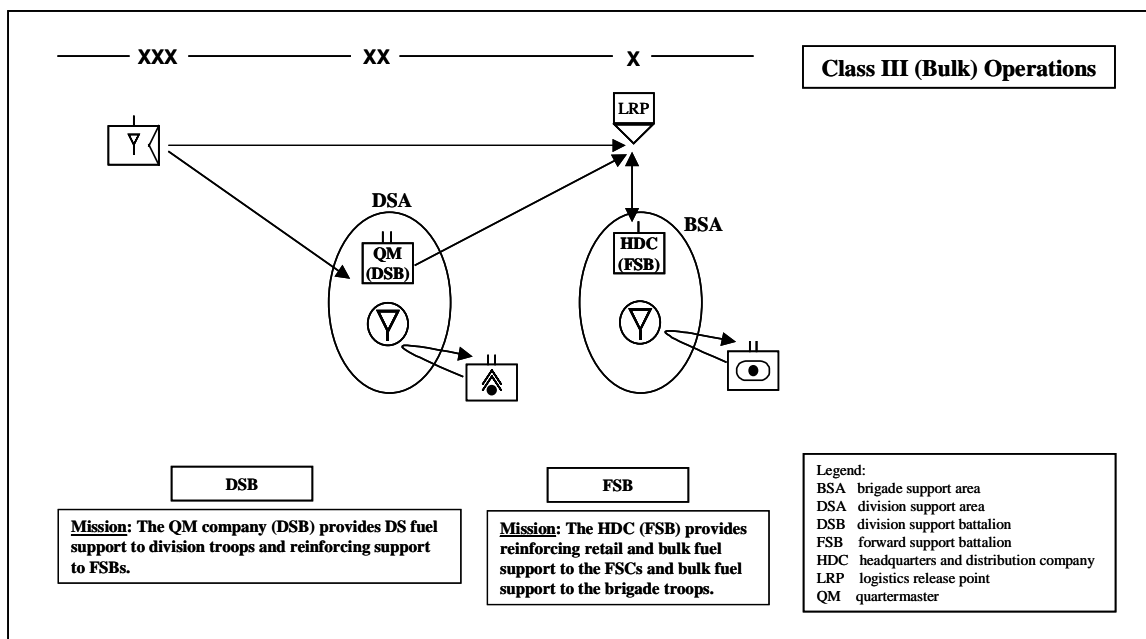 XXX XX X
Class III (Bulk) Operations
LRP
DSA
BSA
QM
(DSB)
HDC
(FSB)
DSB
Mission: The QM company (DSB) provides DS fuel
support to division troops and reinforcing support
to FSBs.
FSB
Mission: The HDC (FSB) provides
reinforcing retail and bulk fuel
support to the FSCs and bulk fuel
support to the brigade troops.
Legend:
BSA brigade support area
DSA division support area
DSB division support battalion
FSB forward support battalion
HDC headquarters and distribution company
LRP logistics release point
QM quartermaster